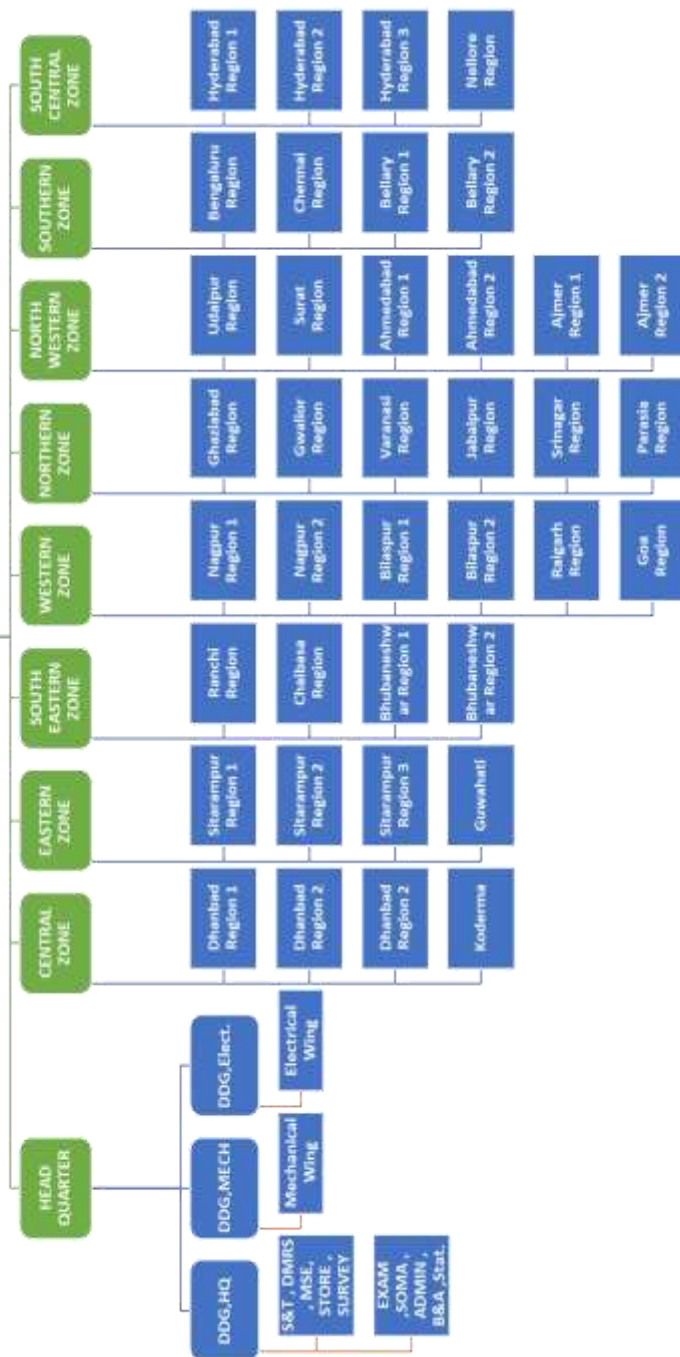 HEAD
QUARTER
DDG,HQ
S&T , DMRS
, MSE,
STORE ,
SURVEY
EXAM
,SOMA ,
ADMIN ,
B&A ,Stat.
DDG,MECH
Mechanical
Wing
DDG,Elect.
Electrical
Wing
CENTRAL
ZONE
Dhanbad
Region 1
Dhanbad
Region 2
Dhanbad
Region 2
Koderma
EASTERN
ZONE
Sitarampur
Region 1
Sitarampur
Region 2
Sitarampur
Region 3
Guwahati
SOUTH
EASTERN
ZONE
Ranchi
Region
Chaibasa
Region
Bhubaneshw
ar Region 1
Bhubaneshw
ar Region 2
WESTERN
ZONE
Nagpur
Region 1
Nagpur
Region 2
Bilaspur
Region 1
Bilaspur
Region 2
Raigarh
Region
Goa
Region
NORTHERN
ZONE
Ghaziabad
Region
Gwalior
Region
Varanasi
Region
Jabalpur
Region
Srinagar
Region
Parasia
Region
NORTH
WESTERN
ZONE
Udaipur
Region
Surat
Region
Ahmedabad
Region 1
Ahmedabad
Region 2
Ajmer
Region 1
Ajmer
Region 2
SOUTHERN
ZONE
Bengaluru
Region
Chennai
Region
Bellary
Region 1
Bellary
Region 2
SOUTH
CENTRAL
ZONE
Hyderabad
Region 1
Hyderabad
Region 2
Hyderabad
Region 3
Nellore
Region